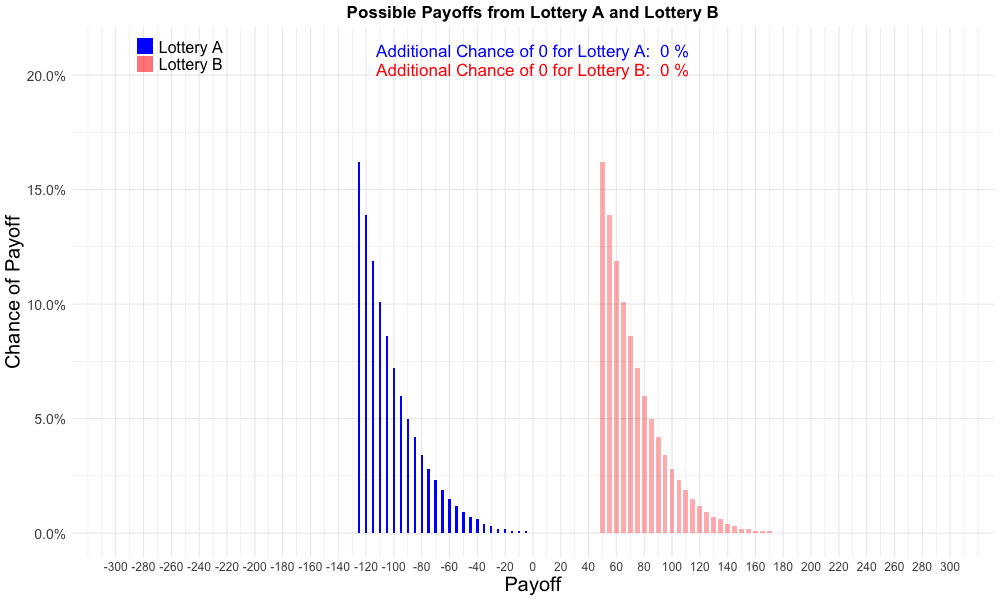 Possible Payoffs from Lottery A and Lottery B
Lottery A
Lottery B
Additional Chance of 0 for Lottery A: 0 %
Additional Chance of 0 for Lottery B: 0 %
Chance of Payoff
20.0%
15.0%
10.0%
5.0%
0.0%
-300 -280 -260 -240 -220 -200 -180 -160 -140 -120 -100 -80 -60 -40 -20 0 20 40 60 80 100 120 140 160 180 200 220 240 260 280 300
Payoff